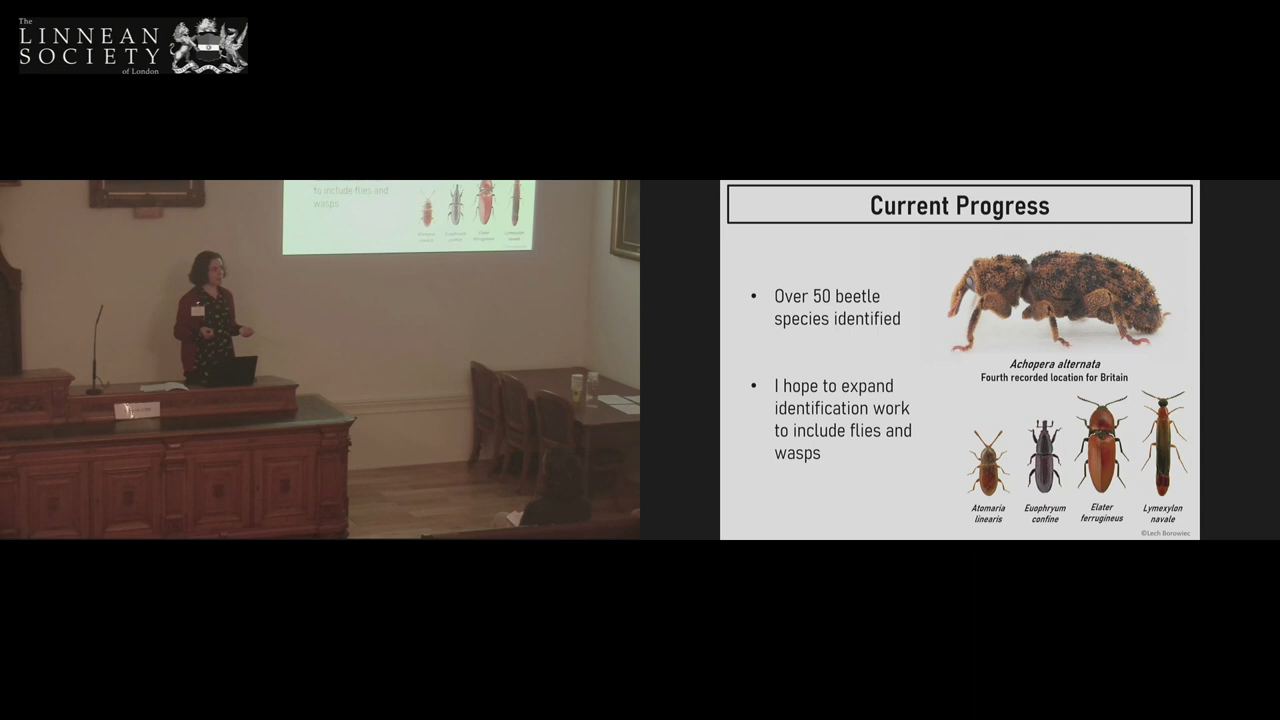 The
LINNEAN
SOCIETY
of London
to include flies and
wasps
Current Progress
• Over 50 beetle
species identified
• I hope to expand
identification work
to include flies and
wasps
Achopera alternata
Fourth recorded location for Britain
Atomaria
linearis
Euophryum
confine
Elater
ferrugineus
Lymexylon
navale
©Lech Borowiec